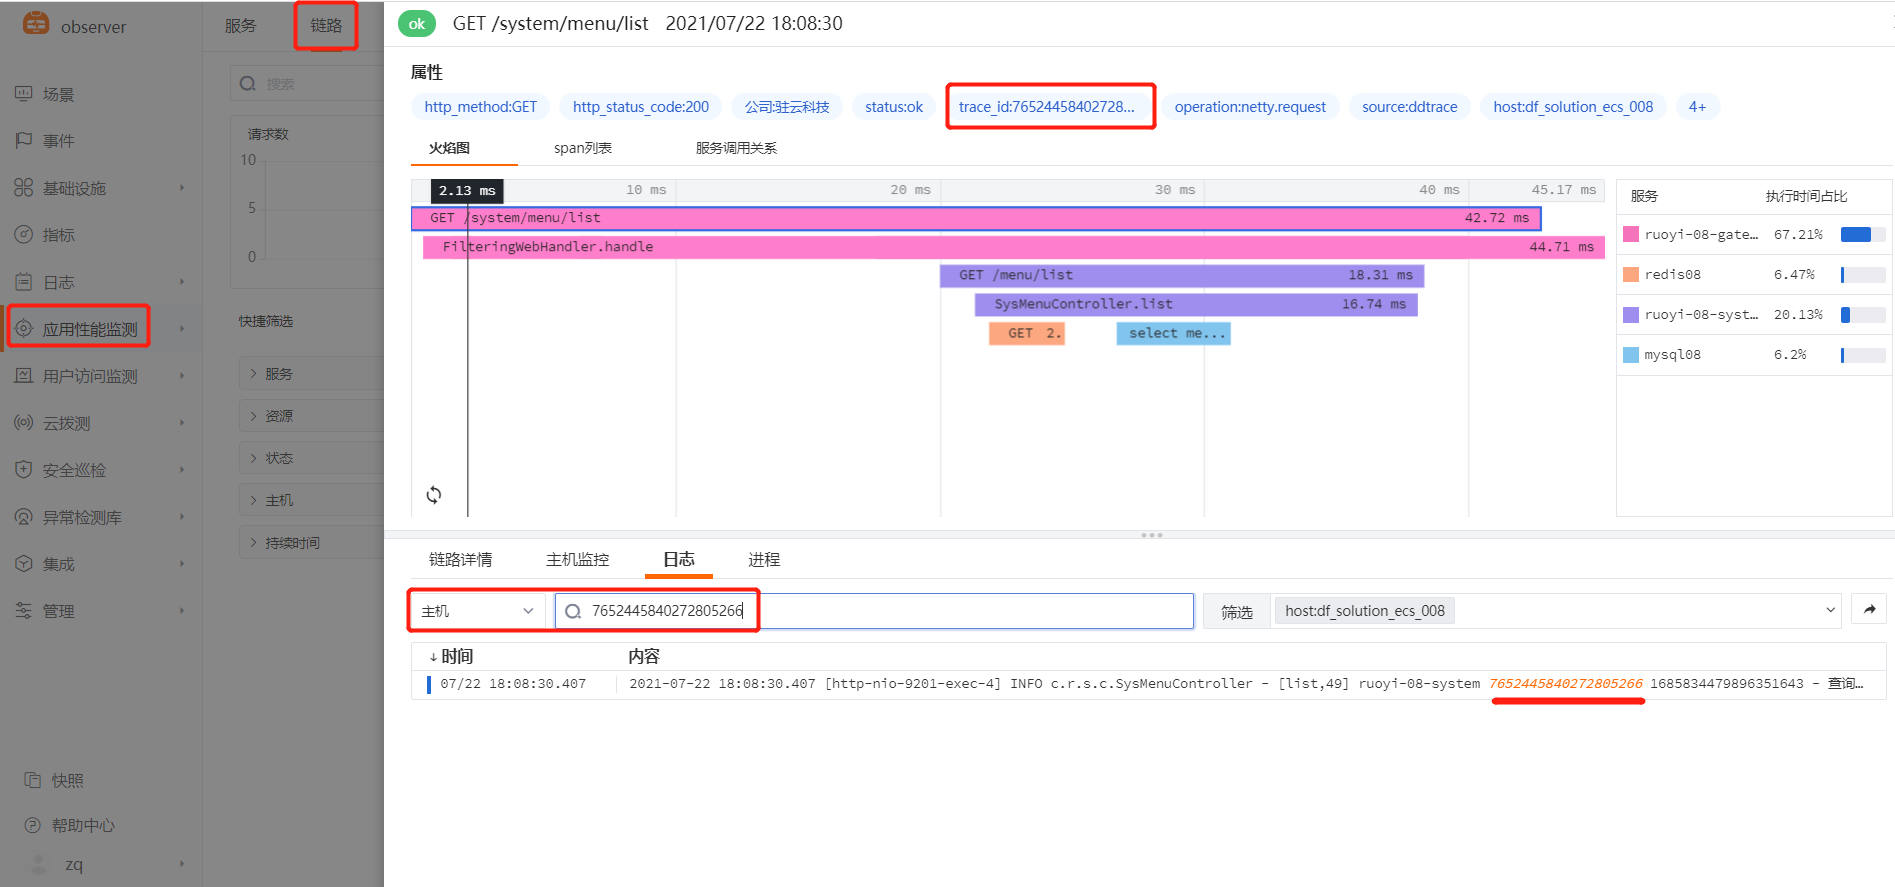 observer
场景
事件
基础设施
指标
日志
应用性能监测
用户访问监测
云拨测
安全巡检
异常检测库
集成
管理
快照
帮助中心
zq
服务
链路
搜索
请求数
10
5
0
快捷筛选
服务
资源
状态
主机
持续时间
ok GET /system/menu/list 2021/07/22 18:08:30
属性
http_method:GET http_status_code:200 公司:驻云科技 status:ok trace_id:76524458402728... operation:netty.request source:ddtrace host:df_solution_ecs_008 4+
火焰图 span列表 服务调用关系
2.13 ms 10 ms 20 ms 30 ms 40 ms 45.17 ms
GET /system/menu/list 42.72 ms
FilteringWebHandler.handle 44.71 ms
GET /menu/list 18.31 ms
SysMenuController.list 16.74 ms
GET 2. select me...
服务 执行时间占比
ruoyi-08-gate... 67.21%
redis08 6.47%
ruoyi-08-syst... 20.13%
mysql08 6.2%
链路详情 主机监控 日志 进程
主机 7652445840272805266 筛选 host:df_solution_ecs_008
↓时间 内容
07/22 18:08:30.407 2021-07-22 18:08:30.407 [http-nio-9201-exec-4] INFO c.r.s.c.SysMenuController - [list,49] ruoyi-08-system 7652445840272805266 1685834479896351643 - 查询...